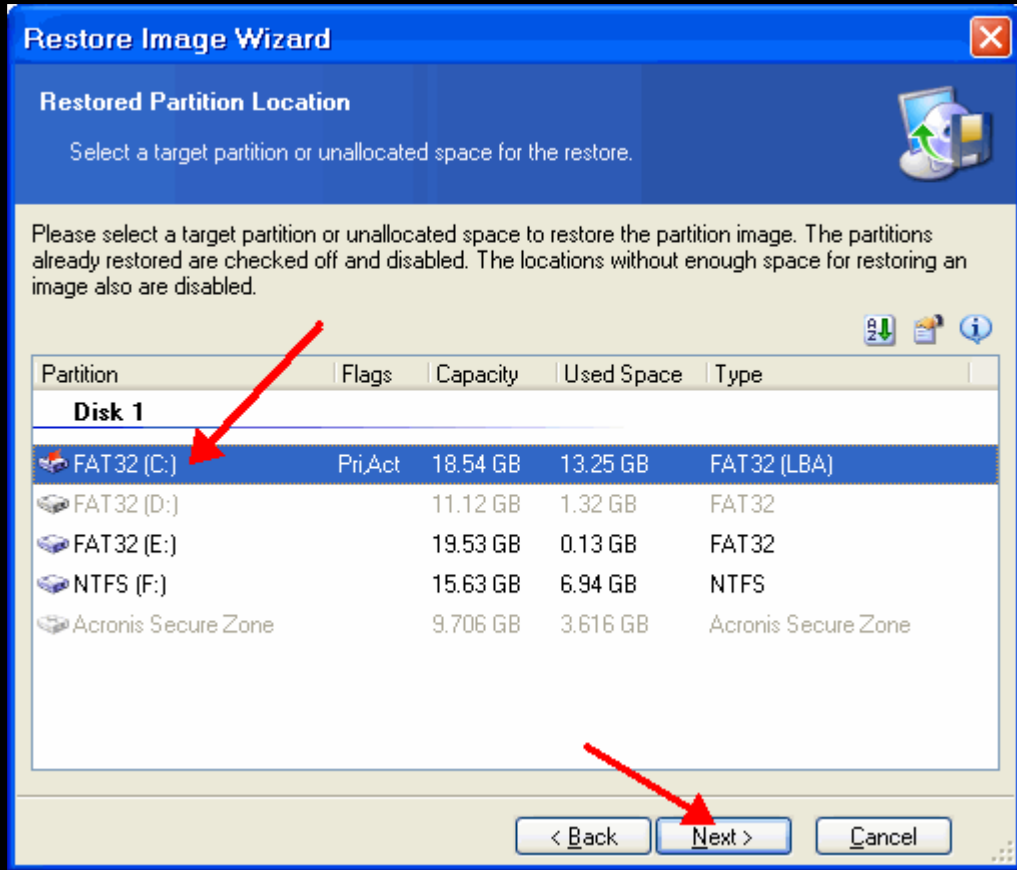 Restore Image Wizard
Restored Partition Location
Select a target partition or unallocated space for the restore.
Please select a target partition or unallocated space to restore the partition image. The partitions
already restored are checked off and disabled. The locations without enough space for restoring an
image also are disabled.
Partition Flags Capacity Used Space Type
Disk 1
FAT32 (C:) Pri,Act 18.54 GB 13.25 GB FAT32 (LBA)
FAT32 (D:) 11.12 GB 1.32 GB FAT32
FAT32 (E:) 19.53 GB 0.13 GB FAT32
NTFS (F:) 15.63 GB 6.94 GB NTFS
Acronis Secure Zone 9.706 GB 3.616 GB Acronis Secure Zone
< Back Next > Cancel